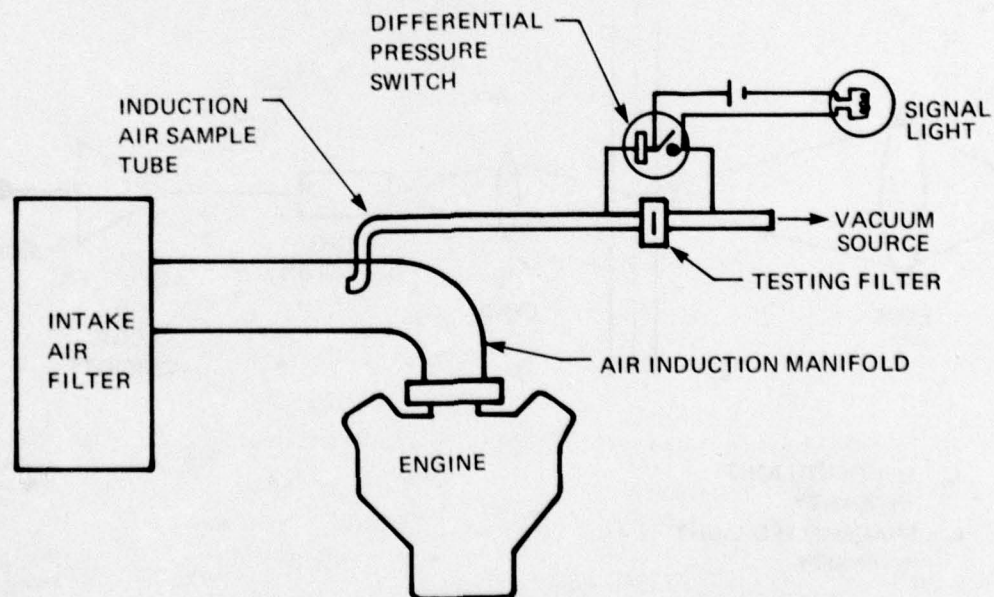 DIFFERENTIAL
PRESSURE
SWITCH
INDUCTION
AIR SAMPLE
TUBE
SIGNAL
LIGHT
VACUUM
SOURCE
TESTING FILTER
INTAKE
AIR
FILTER
AIR INDUCTION MANIFOLD
ENGINE